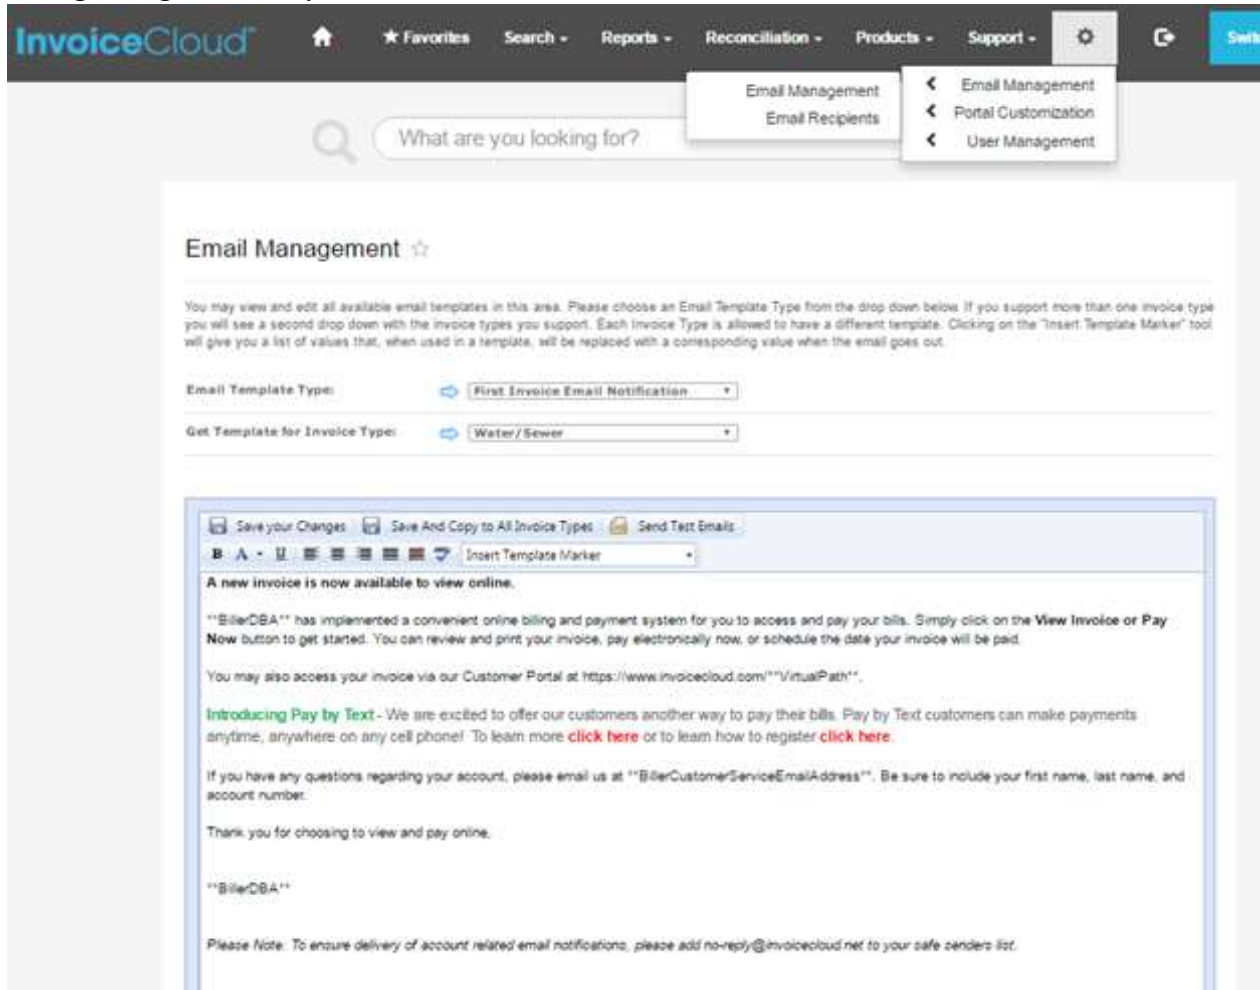 InvoiceCloud
★ Favorites Search Reports Reconciliation Products Support
Email Management
Email Recipients
Email Management
Portal Customization
User Management
What are you looking for?
Email Management
You may view and edit all available email templates in this area. Please choose an Email Template Type from the drop down below. If you support more than one invoice type
you will see a second drop down with the invoice types you support. Each Invoice Type is allowed to have a different template. Clicking on the "Insert Template Marker" tool
will give you a list of values that, when used in a template, will be replaced with a corresponding value when the email goes out.
Email Template Type: First Invoice Email Notification
Get Template for Invoice Type: Water/Sewer
Save your Changes Save And Copy to All Invoice Types Send Test Emails
B A U Insert Template Marker
A new invoice is now available to view online.
**BillerDBA** has implemented a convenient online billing and payment system for you to access and pay your bills. Simply click on the View Invoice or Pay
Now button to get started. You can review and print your invoice, pay electronically now, or schedule the date your invoice will be paid.
You may also access your invoice via our Customer Portal at https://www.invoicecloud.com/**VirtualPath**.
Introducing Pay by Text - We are excited to offer our customers another way to pay their bills. Pay by Text customers can make payments
anytime, anywhere on any cell phone! To learn more click here or to learn how to register click here.
If you have any questions regarding your account, please email us at **BillerCustomerServiceEmailAddress**. Be sure to include your first name, last name, and
account number.
Thank you for choosing to view and pay online,
**BillerDBA**
Please Note: To ensure delivery of account related email notifications, please add no-reply@invoicecloud.net to your safe senders list.